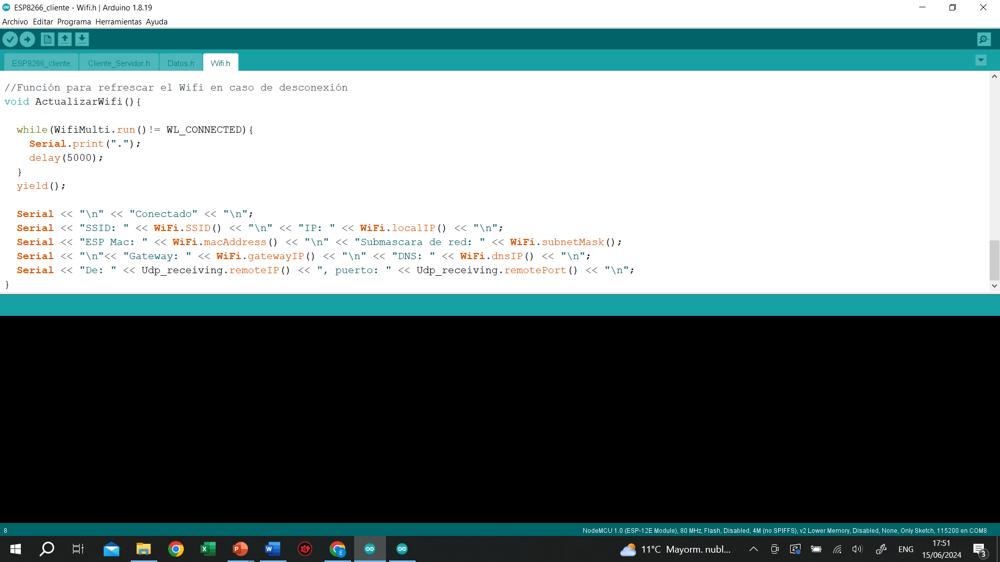 ESP8266_cliente - Wifi.h | Arduino 1.8.19
Archivo Editar Programa Herramientas Ayuda
ESP8266_cliente Cliente_Servidor.h Datos.h Wifi.h
//Función para refrescar el Wifi en caso de desconexión
void ActualizarWifi(){
while(WifiMulti.run()!= WL_CONNECTED){
Serial.print(".");
delay(5000);
}
yield();
Serial << "\n" << "Conectado" << "\n";
Serial << "SSID: " << WiFi.SSID() << "\n" << "IP: " << WiFi.localIP() << "\n";
Serial << "ESP Mac: " << WiFi.macAddress() << "\n" << "Submascara de red: " << WiFi.subnetMask();
Serial << "\n"<< "Gateway: " << WiFi.gatewayIP() << "\n" << "DNS: " << WiFi.dnsIP() << "\n";
Serial << "De: " << Udp_receiving.remoteIP() << ", puerto: " << Udp_receiving.remotePort() << "\n";
}
8 NodeMCU 1.0 (ESP-12E Module), 80 MHz, Flash, Disabled, 4M (no SPIFFS), v2 Lower Memory, Disabled, None, Only Sketch, 115200 en COM8
11°C Mayorm. nubl... ENG 17:51
15/06/2024 3